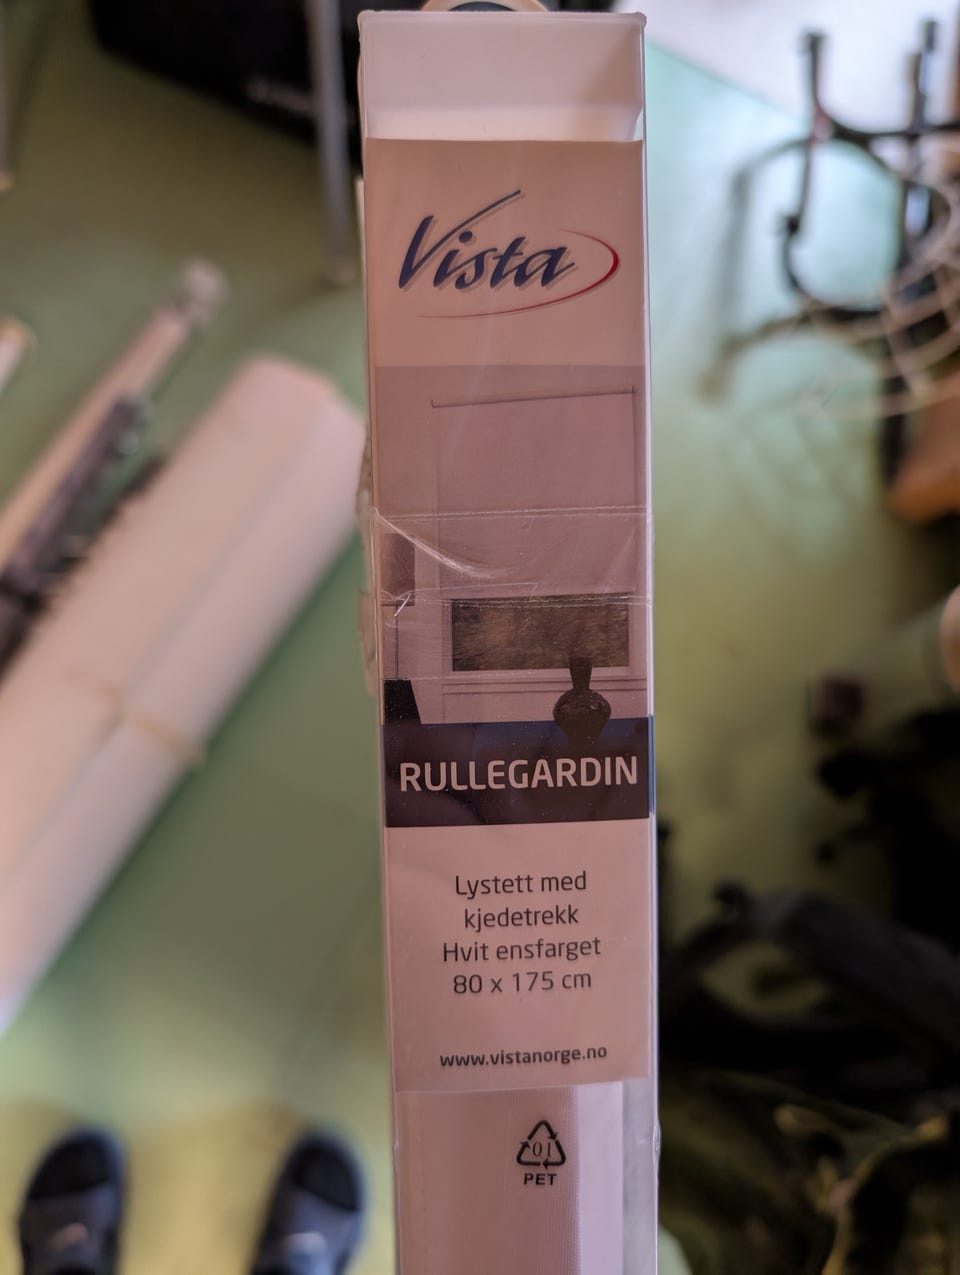 Vista
RULLEGARDIN
Lystett med
kjedetrekk
Hvit ensfarget
80 x 175 cm
www.vistanorge.no
01
PET